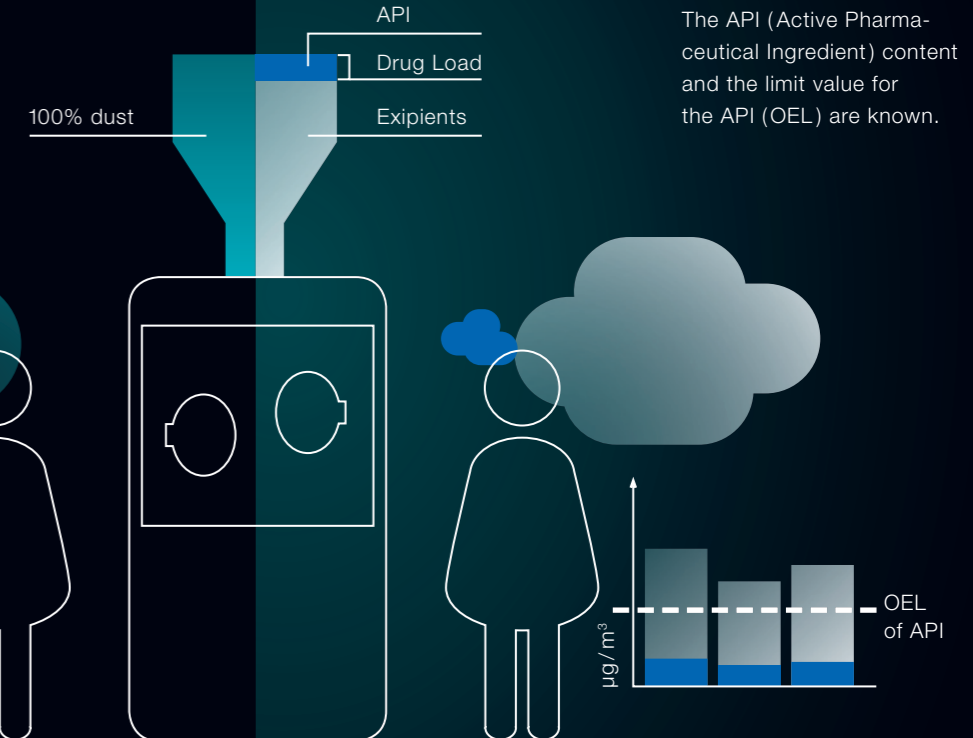 API
Drug Load
100% dust
Exipients
The API (Active Pharma-
ceutical Ingredient) content
and the limit value for
the API (OEL) are known.
µg/m³
OEL
of API